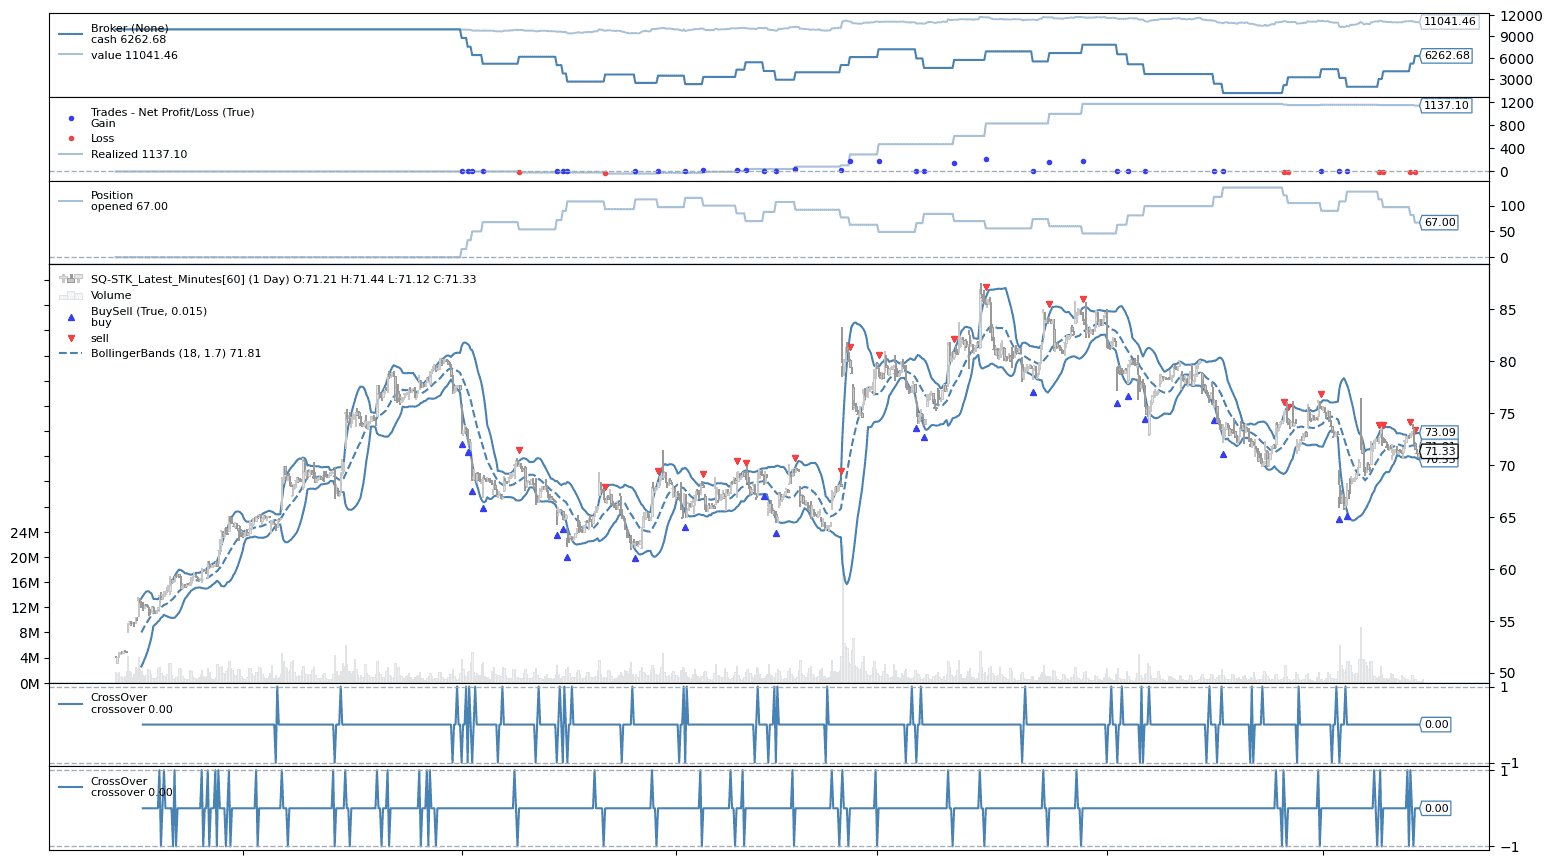 Broker (None)
cash 6262.68
value 11041.46
11041.46
6262.68
12000
9000
6000
3000
Trades - Net Profit/Loss (True)
Gain
Loss
Realized 1137.10
1137.10
1200
800
400
0
Position
opened 67.00
67.00
100
50
0
SQ-STK_Latest_Minutes[60] (1 Day) O:71.21 H:71.44 L:71.12 C:71.33
Volume
BuySell (True, 0.015)
buy
sell
BollingerBands (18, 1.7) 71.81
24M
20M
16M
12M
8M
4M
0M
85
80
75
70
65
60
55
50
73.09
71.33
CrossOver
crossover 0.00
0.00
1
−1
CrossOver
crossover 0.00
0.00
1
−1